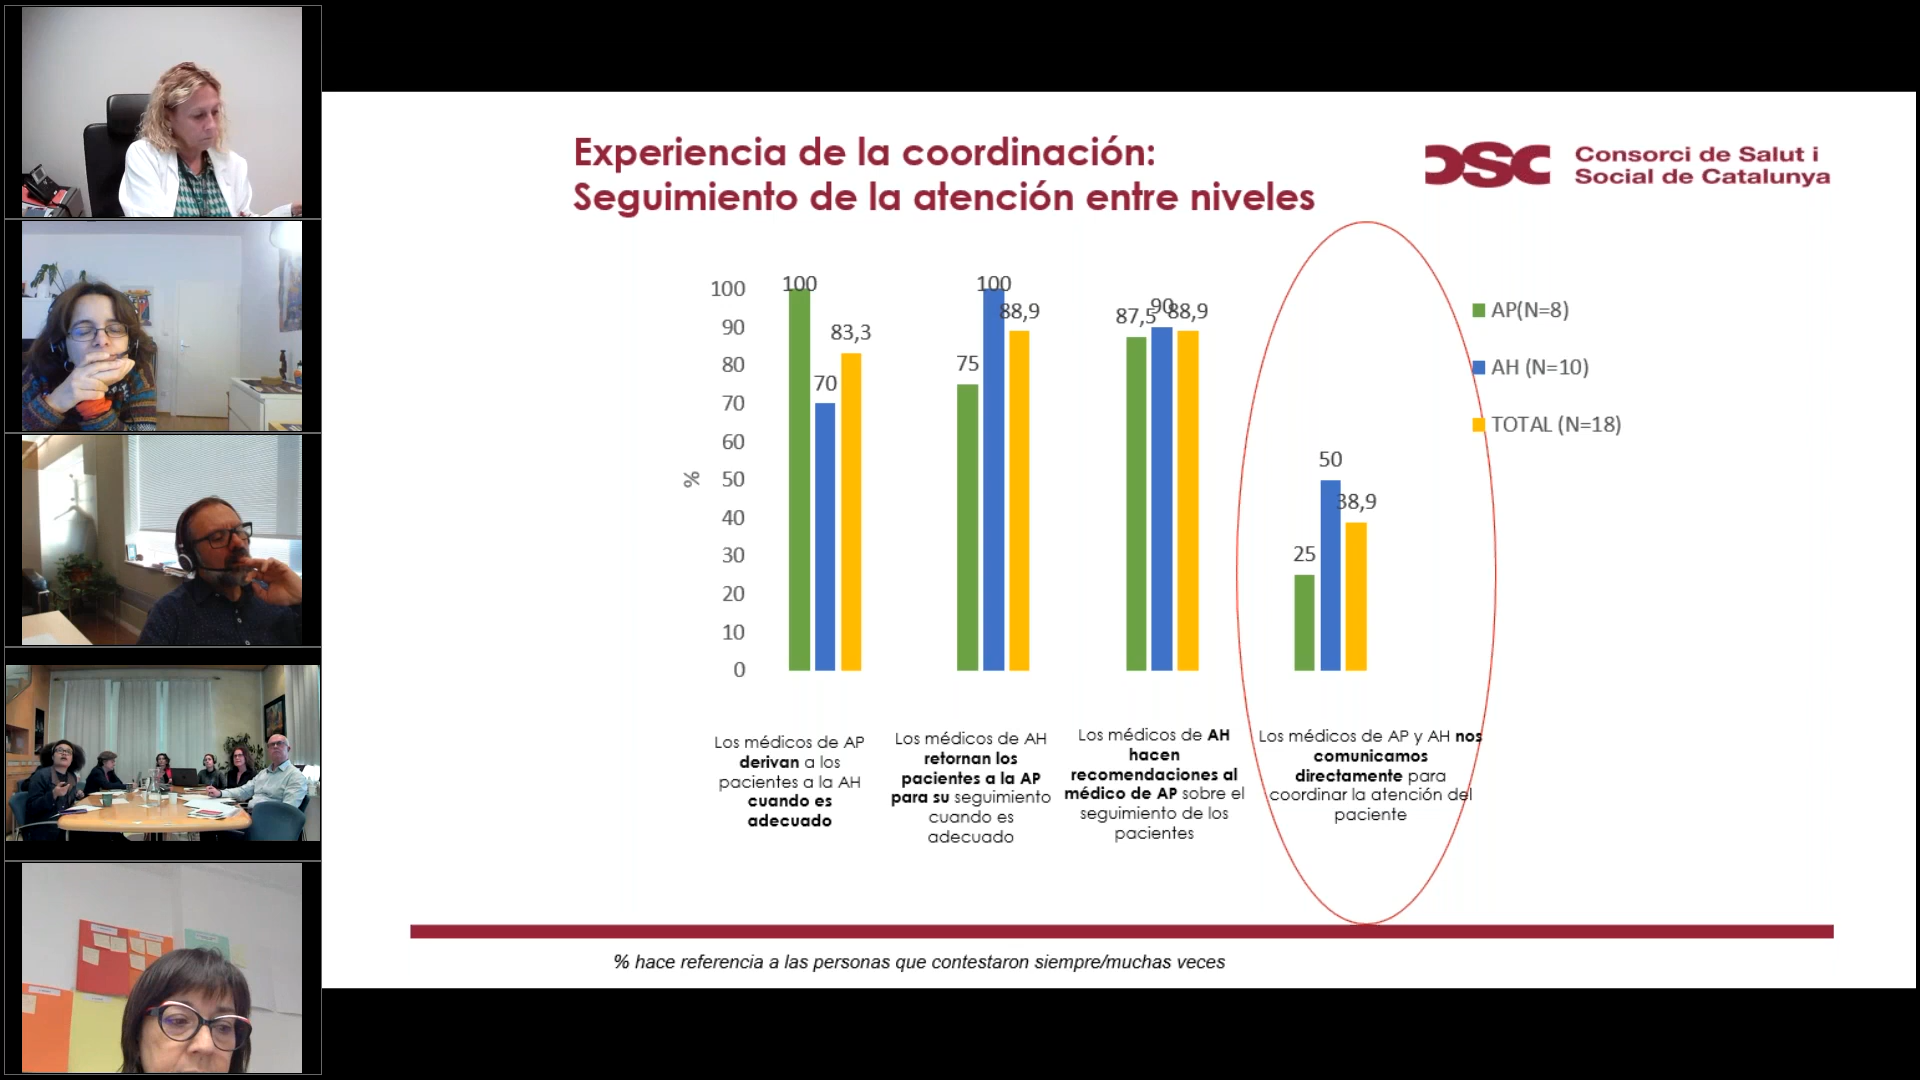 Experiencia de la coordinación:
Seguimiento de la atención entre niveles
Consorci de Salut i
Social de Catalunya
100
90
80
70
60
50
40
30
20
10
0
%
100
70
83,3
75
100
88,9
87,5
90
88,9
25
50
38,9
AP(N=8)
AH (N=10)
TOTAL (N=18)
Los médicos de AP
derivan a los
pacientes a la AH
cuando es
adecuado
Los médicos de AH
retornan los
pacientes a la AP
para su seguimiento
cuando es
adecuado
Los médicos de AH
hacen
recomendaciones al
médico de AP sobre el
seguimiento de los
pacientes
Los médicos de AP y AH nos
comunicamos
directamente para
coordinar la atención del
paciente
% hace referencia a las personas que contestaron siempre/muchas veces